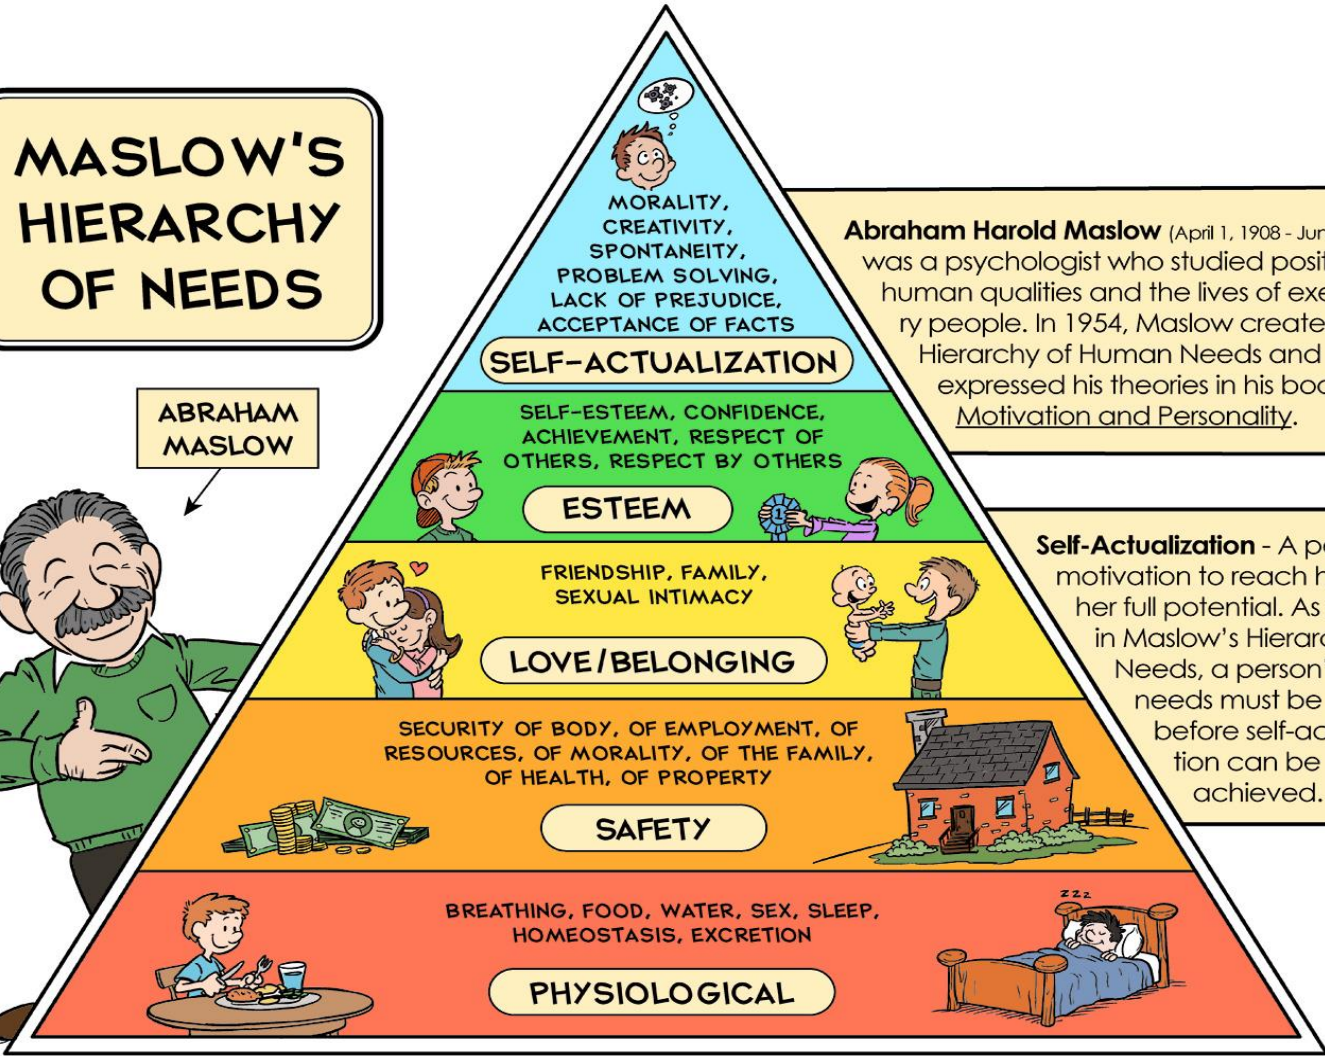 MASLOW'S
HIERARCHY
OF NEEDS
ABRAHAM
MASLOW
MORALITY,
CREATIVITY,
SPONTANEITY,
PROBLEM SOLVING,
LACK OF PREJUDICE,
ACCEPTANCE OF FACTS
SELF-ACTUALIZATION
SELF-ESTEEM, CONFIDENCE,
ACHIEVEMENT, RESPECT OF
OTHERS, RESPECT BY OTHERS
ESTEEM
1
FRIENDSHIP, FAMILY,
SEXUAL INTIMACY
LOVE/BELONGING
SECURITY OF BODY, OF EMPLOYMENT, OF
RESOURCES, OF MORALITY, OF THE FAMILY,
OF HEALTH, OF PROPERTY
SAFETY
BREATHING, FOOD, WATER, SEX, SLEEP,
HOMEOSTASIS, EXCRETION
PHYSIOLOGICAL
zzz
Abraham Harold Maslow (April 1, 1908 - Jun
was a psychologist who studied posit
human qualities and the lives of exe
ry people. In 1954, Maslow create
Hierarchy of Human Needs and
expressed his theories in his boo
Motivation and Personality.
Self-Actualization - A pe
motivation to reach h
her full potential. As
in Maslow's Hierarc
Needs, a person'
needs must be
before self-ac
tion can be
achieved.